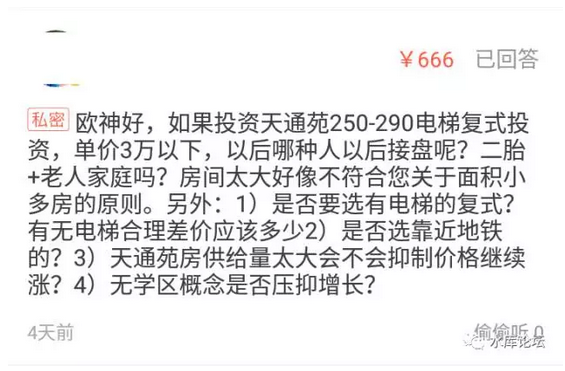 ￥666 已回答
私密 欧神好，如果投资天通苑250-290电梯复式投
资，单价3万以下，以后哪种人以后接盘呢？二胎
+老人家庭吗？房间太大好像不符合您关于面积小
多房的原则。另外：1）是否要选有电梯的复式？
有无电梯合理差价应该多少2）是否选靠近地铁
的？3）天通苑房供给量太大会不会抑制价格继续
涨？4）无学区概念是否压抑增长？
4天前 偷偷听 0
水库论坛